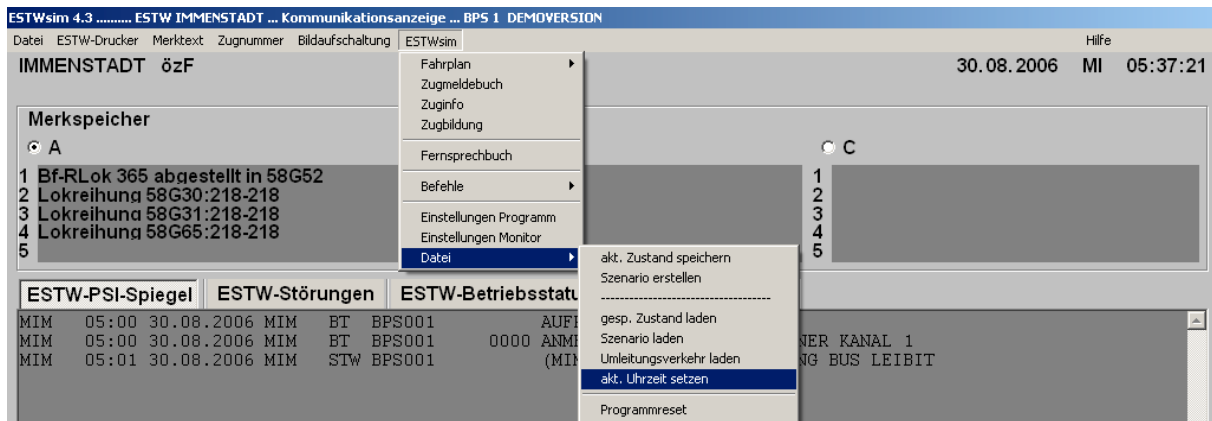 ESTWsim 4.3 .......... ESTW IMMENSTADT ... Kommunikationsanzeige ... BPS 1 DEMOVERSION
Datei ESTW-Drucker Merktext Zugnummer Bildaufschaltung ESTWsim Hilfe
IMMENSTADT özF 30.08.2006 MI 05:37:21
Fahrplan
Zugmeldebuch
Zuginfo
Zugbildung
Fernsprechbuch
Befehle
Einstellungen Programm
Einstellungen Monitor
Datei
akt. Zustand speichern
Szenario erstellen
-------------------------------------
gesp. Zustand laden
Szenario laden
Umleitungsverkehr laden
akt. Uhrzeit setzen
Programmreset
Merkspeicher
A
1 Bf-RLok 365 abgestellt in 58G52
2 Lokreihung 58G30:218-218
3 Lokreihung 58G31:218-218
4 Lokreihung 58G65:218-218
5
C
1
2
3
4
5
ESTW-PSI-Spiegel ESTW-Störungen ESTW-Betriebsstatu
MIM 05:00 30.08.2006 MIM BT BPS001 AUF
MIM 05:00 30.08.2006 MIM BT BPS001 0000 ANM NER KANAL 1
MIM 05:01 30.08.2006 MIM STW BPS001 (MIN NG BUS LEIBIT